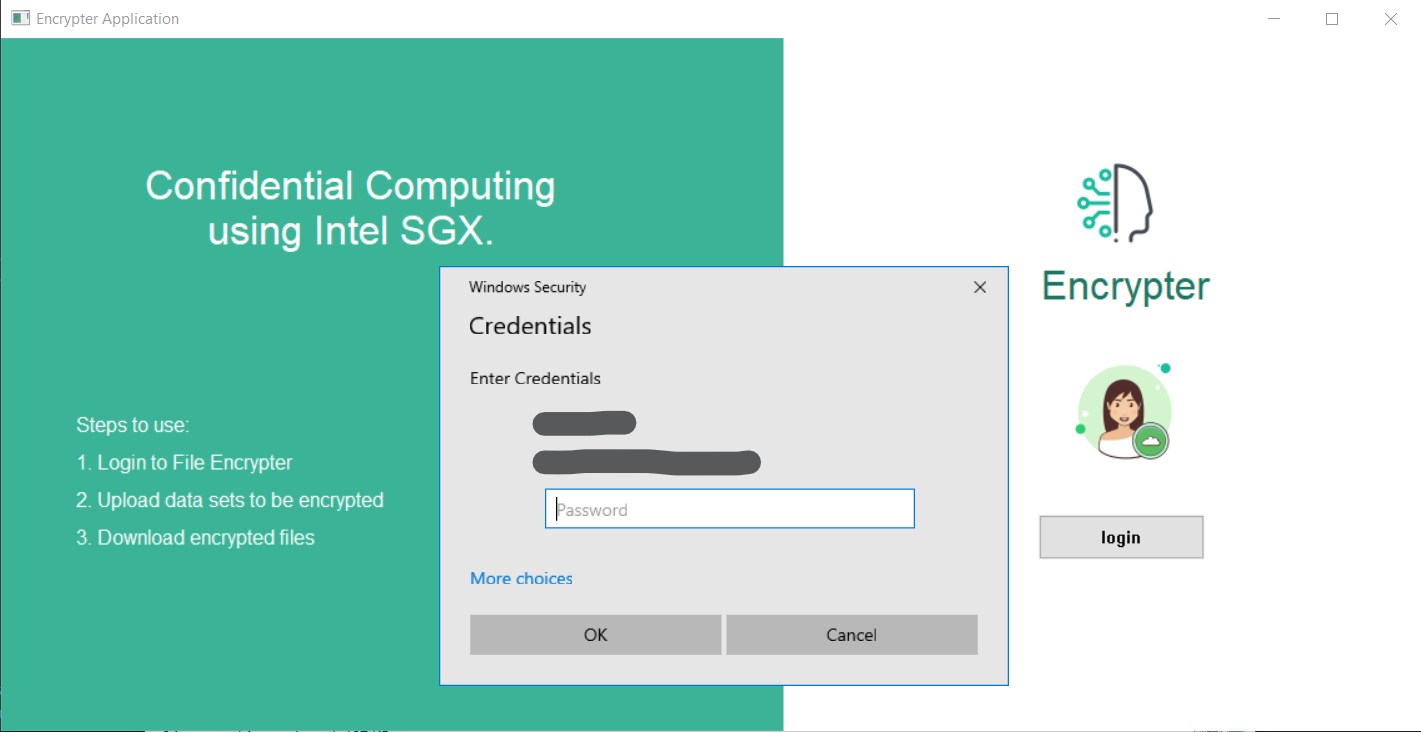 Encrypter Application
Confidential Computing
using Intel SGX.
Steps to use:
1. Login to File Encrypter
2. Upload data sets to be encrypted
3. Download encrypted files
Windows Security
Credentials
Enter Credentials
Password
More choices
OK
Cancel
Encrypter
login